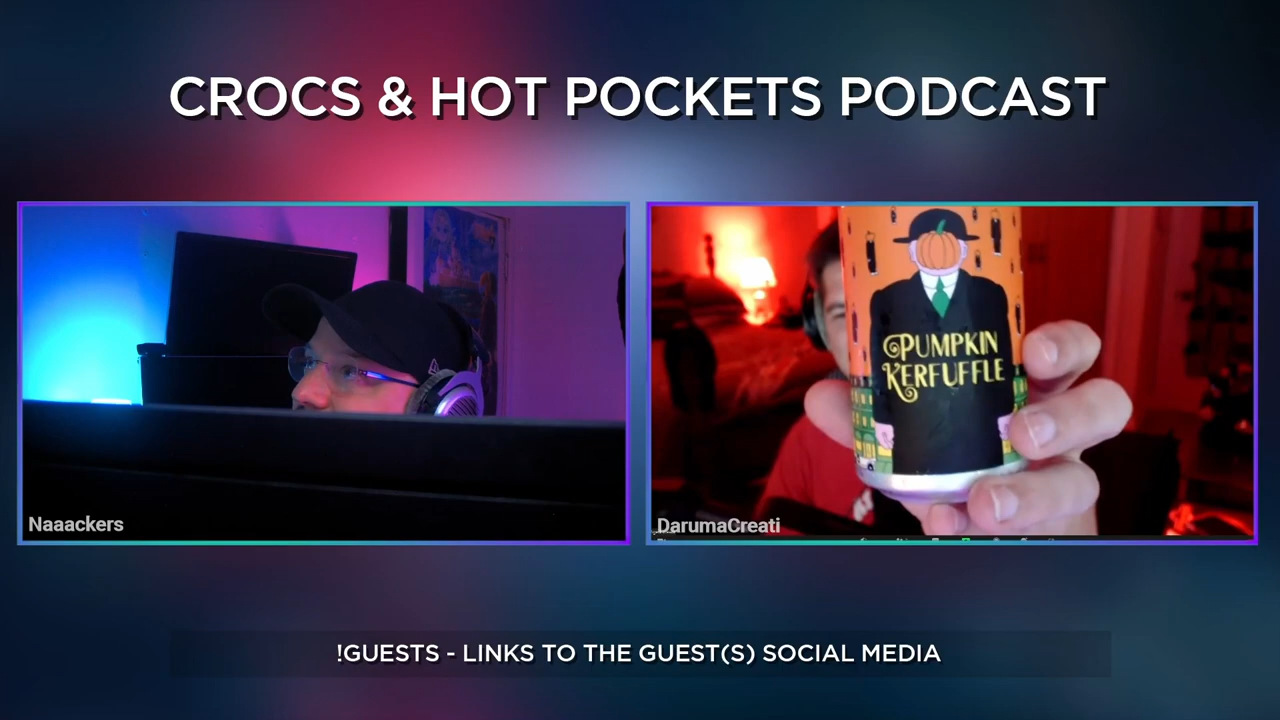 CROCS & HOT POCKETS PODCAST
PUMPKIN
KERFUFFLE
Naaackers
DarumaCreati
!GUESTS - LINKS TO THE GUEST(S) SOCIAL MEDIA